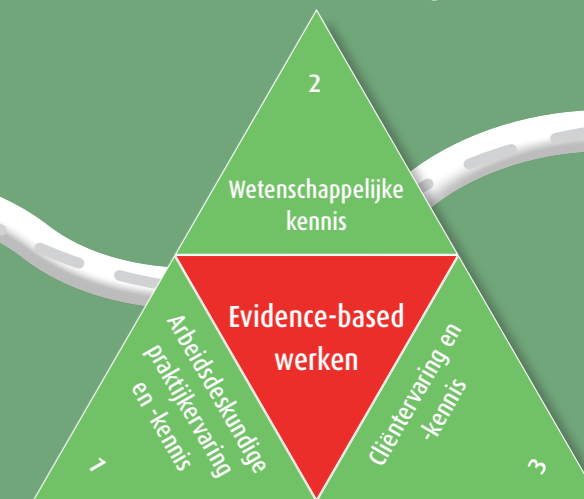 2
Wetenschappelijke
kennis
Evidence-based
werken
Arbeidsdeskundige
praktijkervaring
en -kennis
1
Cliëntervaring en
-kennis
3